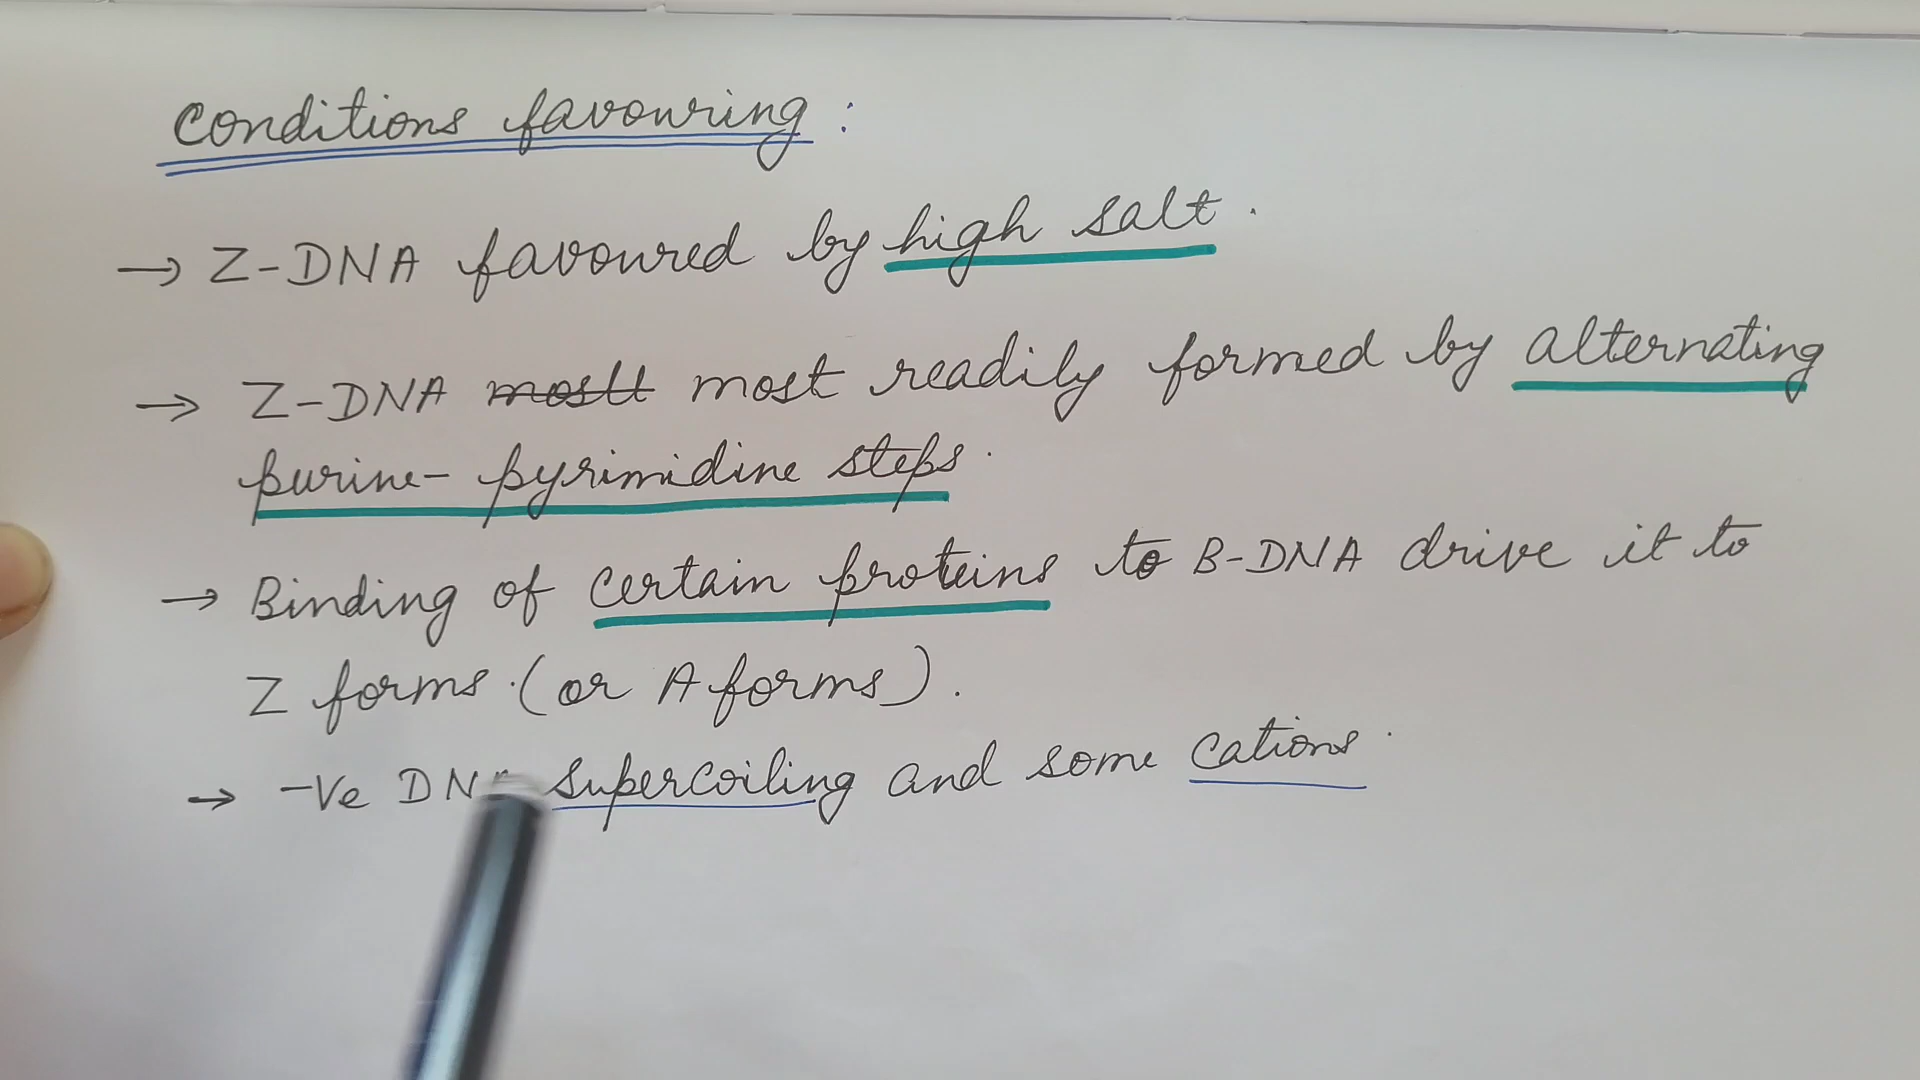 Conditions favouring :
→ Z-DNA favoured by high salt.
→ Z-DNA mostt most readily formed by alternating
purine- pyrimidine steps.
→ Binding of certain proteins to B-DNA drive it to
Z forms. (or A forms).
→ -Ve DNA supercoiling and some cations.